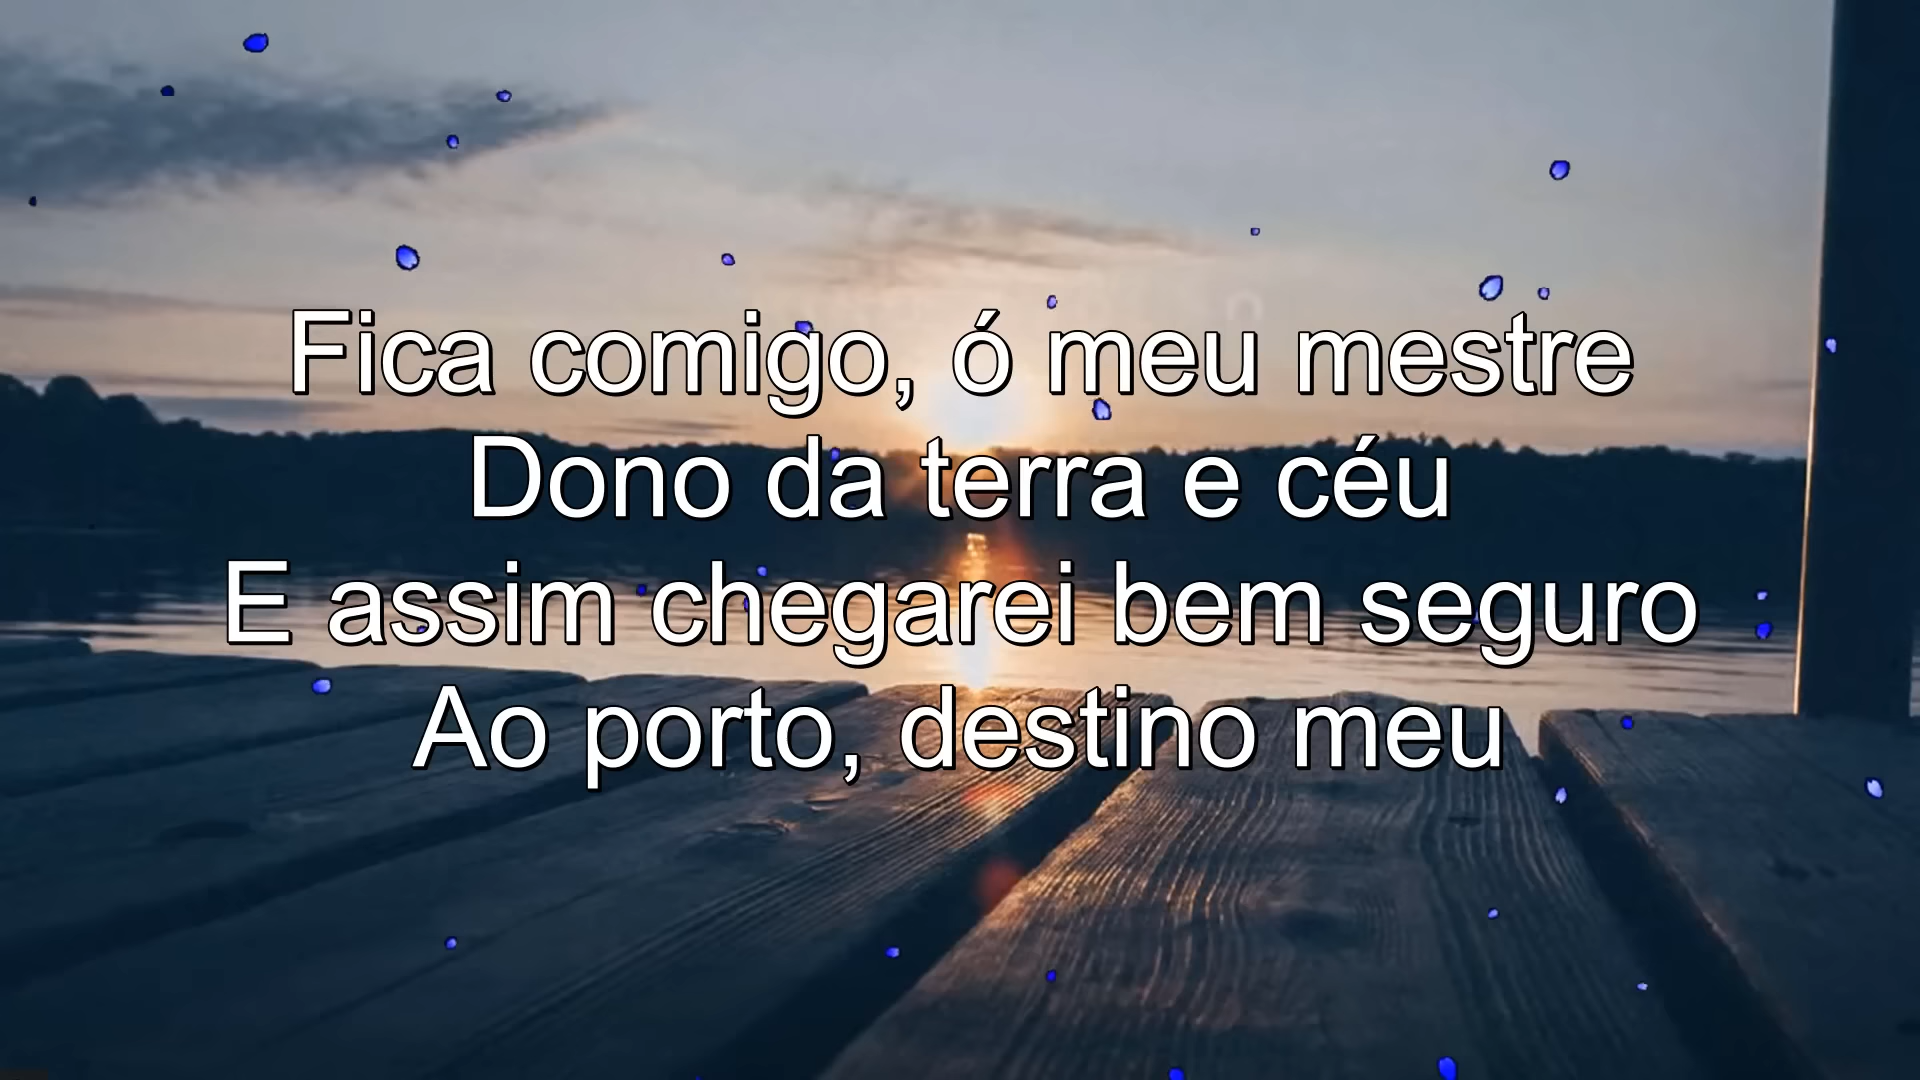 Fica comigo, ó meu mestre
Dono da terra e céu
E assim chegarei bem seguro
Ao porto, destino meu